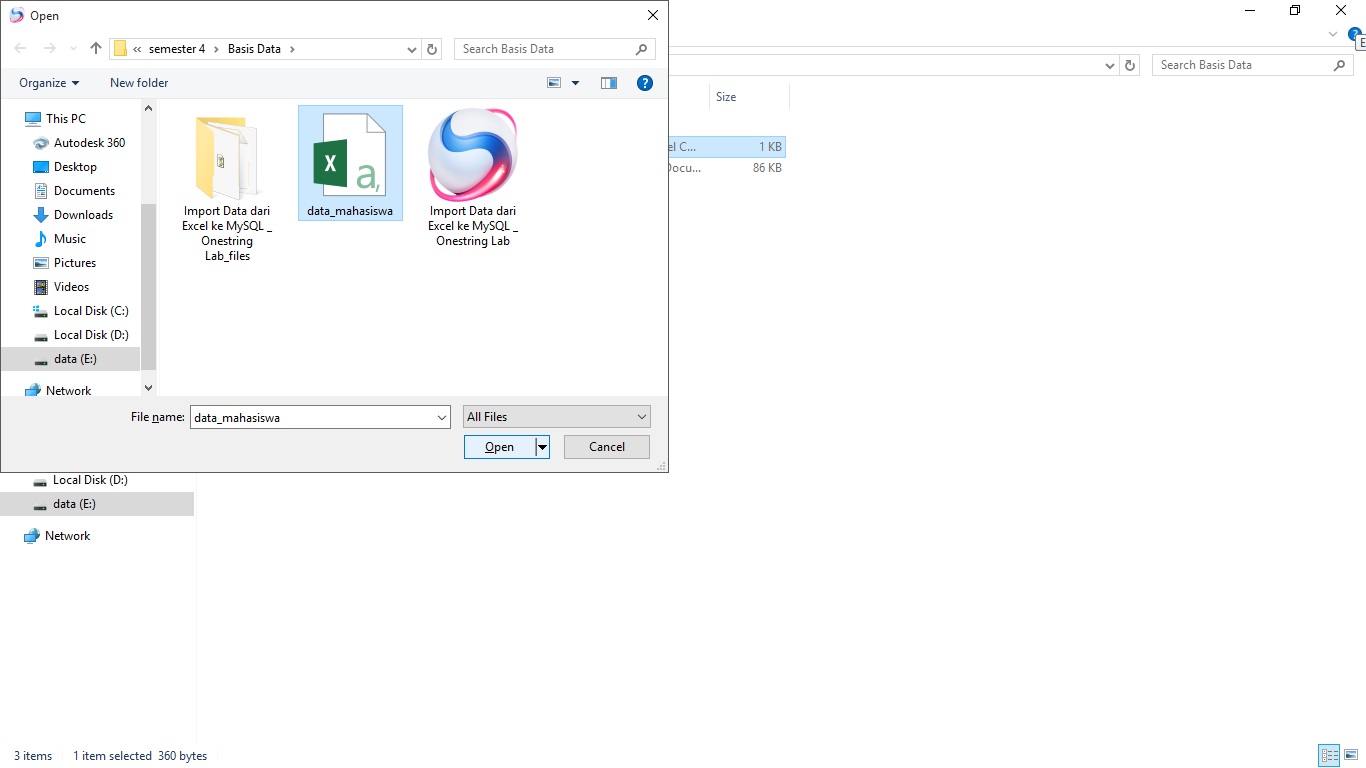 Open
semester 4 Basis Data
Search Basis Data
Organize
New folder
This PC
Autodesk 360
Desktop
Documents
Downloads
Music
Pictures
Videos
Local Disk (C:)
Local Disk (D:)
data (E:)
Network
Import Data dari
Excel ke MySQL _
Onestring
Lab_files
data_mahasiswa
Import Data dari
Excel ke MySQL _
Onestring Lab
File name: data_mahasiswa
All Files
Open
Cancel
Search Basis Data
Size
el C... 1 KB
Docu... 86 KB
Local Disk (D:)
data (E:)
Network
3 items 1 item selected 360 bytes